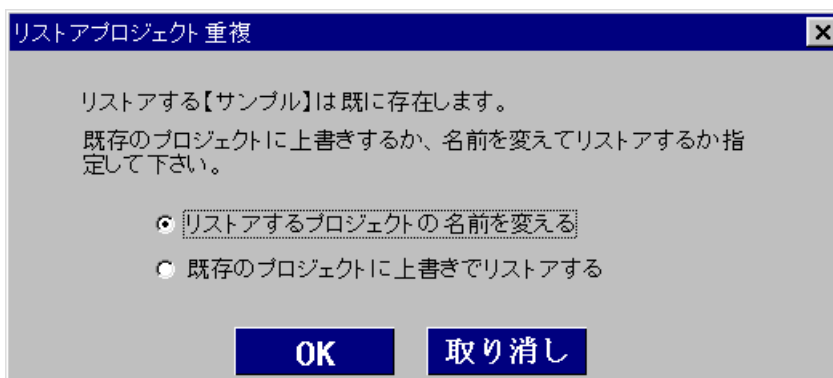 リストアプロジェクト重複
リストアする【サンプル】は既に存在します。
既存のプロジェクトに上書きするか、名前を変えてリストアするか指
定して下さい。
リストアするプロジェクトの名前を変える
既存のプロジェクトに上書きでリストアする
OK 取り消し